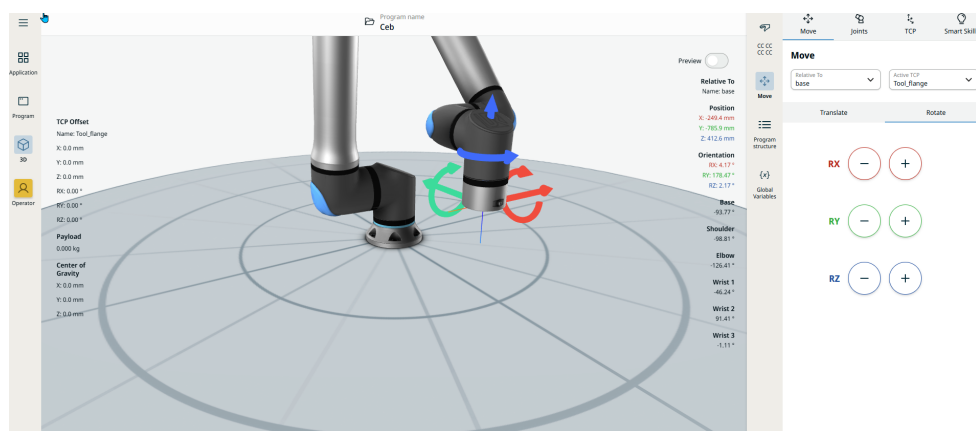 Program name
Ceb
Application
Program
3D
Operator
TCP Offset
Name: Tool_flange
X: 0.0 mm
Y: 0.0 mm
Z: 0.0 mm
RX: 0.00 °
RY: 0.00 °
RZ: 0.00 °
Payload
0.000 kg
Center of
Gravity
X: 0.0 mm
Y: 0.0 mm
Z: 0.0 mm
Preview
Relative To
Name: base
Position
X: -249.4 mm
Y: -785.9 mm
Z: 412.6 mm
Orientation
RX: 4.17 °
RY: 178.47 °
RZ: 2.17 °
Base
-93.77 °
Shoulder
-98.81 °
Elbow
-126.41 °
Wrist 1
-46.24 °
Wrist 2
91.41 °
Wrist 3
-1.11 °
CC CC
CC CC
Move
Program
structure
{x}
Global
Variables
Move
Joints
TCP
Smart Skill
Move
Relative To
base
Active TCP
Tool_flange
Translate
Rotate
RX − +
RY − +
RZ − +